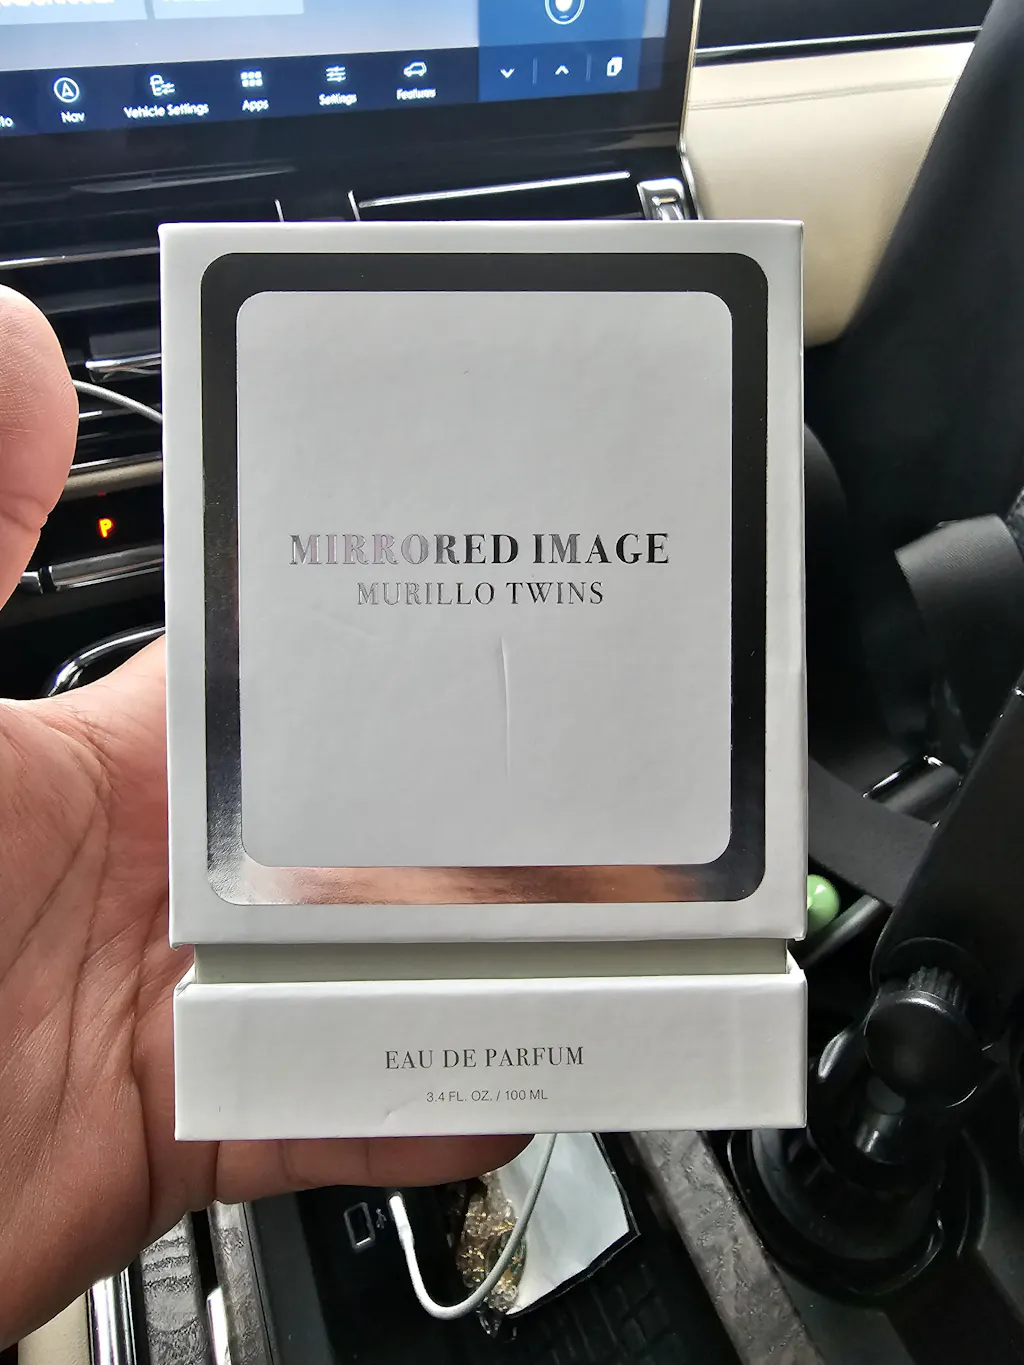 Nav
Vehicle Settings
Apps
Settings
Features
P
MIRRORED IMAGE
MURILLO TWINS
EAU DE PARFUM
3.4 FL. OZ. / 100 ML